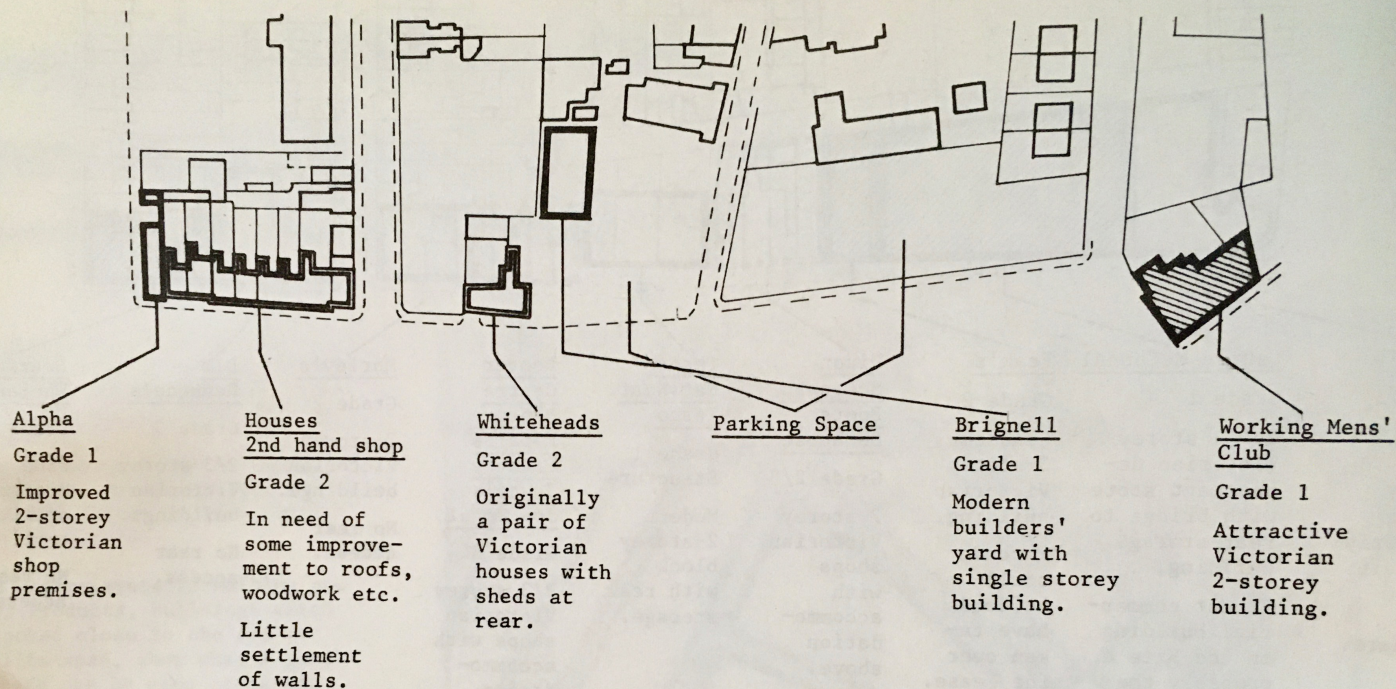 Alpha
Grade 1
Improved
2-storey
Victorian
shop
premises.
Houses
2nd hand shop
Grade 2
In need of
some improve-
ment to roofs,
woodwork etc.
Little
settlement
of walls.
Whiteheads
Grade 2
Originally
a pair of
Victorian
houses with
sheds at
rear.
Parking Space
Brignell
Grade 1
Modern
builders'
yard with
single storey
building.
Working Mens'
Club
Grade 1
Attractive
Victorian
2-storey
building.